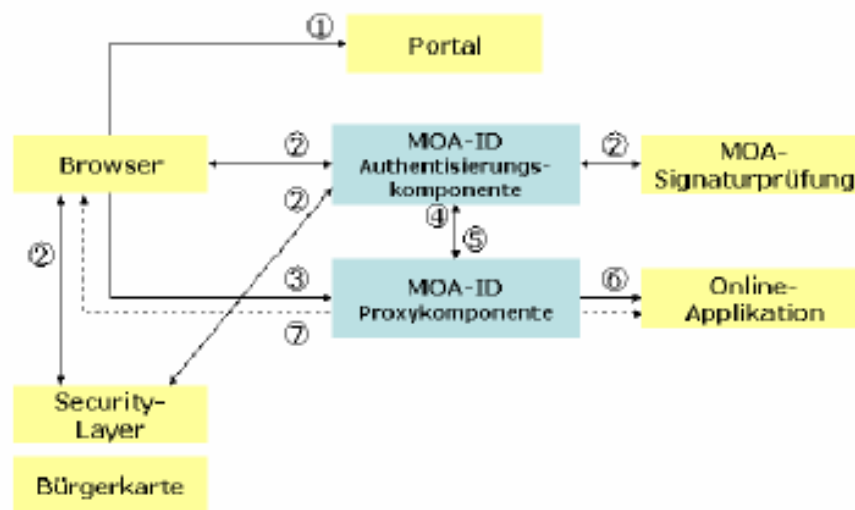 ①
Portal
Browser
②
MOA-ID
Authentisierungs-
komponente
②
MOA-
Signaturprüfung
②
②
④
⑤
③
MOA-ID
Proxykomponente
⑥
Online-
Applikation
⑦
Security-
Layer
Bürgerkarte